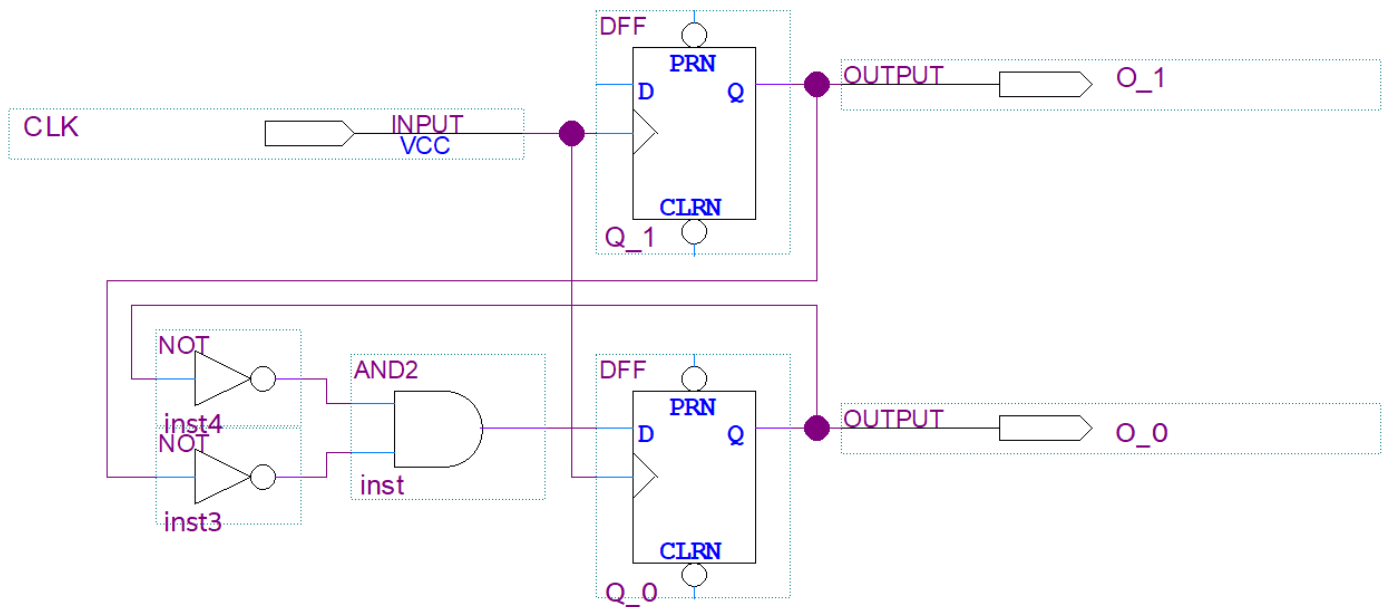 DFF
PRN
D Q
CLRN
Q_1
OUTPUT O_1
CLK INPUT
VCC
NOT
inst4
NOT
inst3
AND2
inst
DFF
PRN
D Q
CLRN
Q_0
OUTPUT O_0